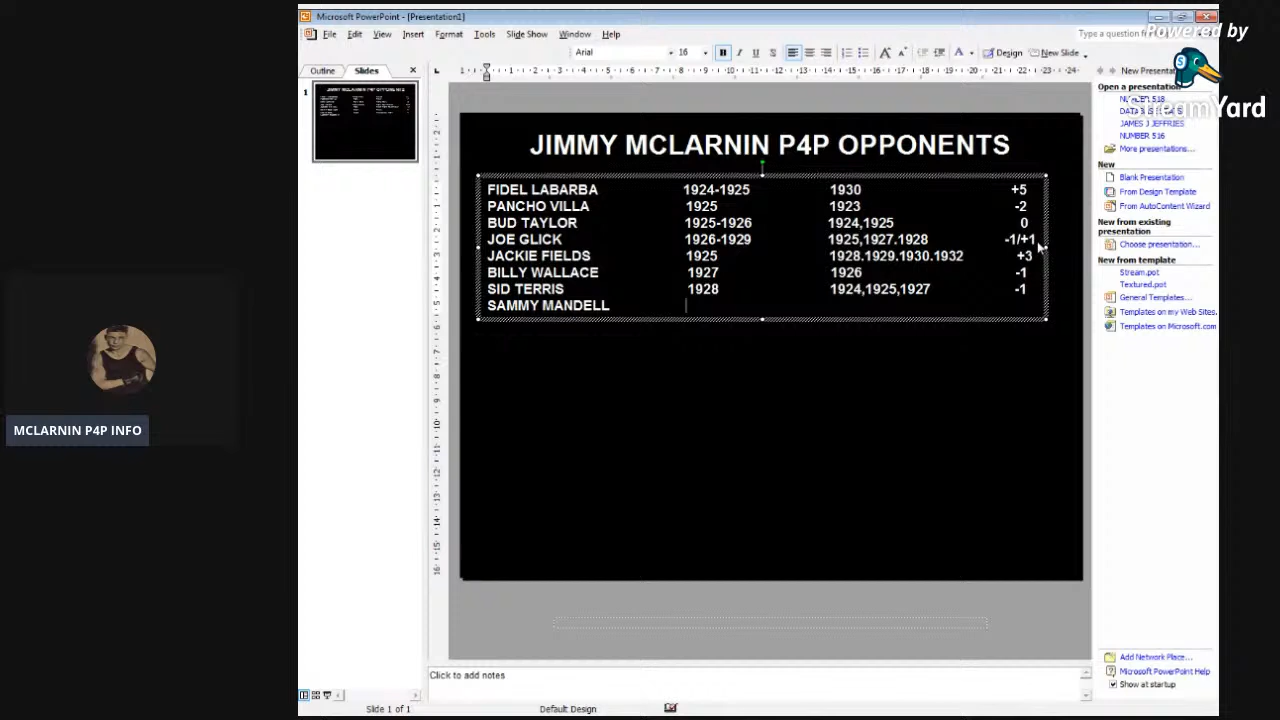 Microsoft PowerPoint - [Presentation1]
File Edit View Insert Format Tools Slide Show Window Help
Type a question
Powered by
StreamYard
Arial 16 B I U S Design New Slide
Outline Slides
New Presentat
Open a presentation
JAMES J JEFFRIES
NUMBER 516
More presentations...
New
Blank Presentation
From Design Template
From AutoContent Wizard
New from existing
presentation
Choose presentation...
New from template
Stream.pot
Textured.pot
General Templates...
Templates on my Web Sites.
Templates on Microsoft.com
1
JIMMY MCLARNIN P4P OPPONENTS
FIDEL LABARBA 1924-1925 1930 +5
PANCHO VILLA 1925 1923 -2
BUD TAYLOR 1925-1926 1924,1925 0
JOE GLICK 1926-1929 1925,1927.1928 -1/+1
JACKIE FIELDS 1925 1928.1929.1930.1932 +3
BILLY WALLACE 1927 1926 -1
SID TERRIS 1928 1924,1925,1927 -1
SAMMY MANDELL
MCLARNIN P4P INFO
Add Network Place...
Microsoft PowerPoint Help
Show at startup
Click to add notes
Slide 1 of 1 Default Design